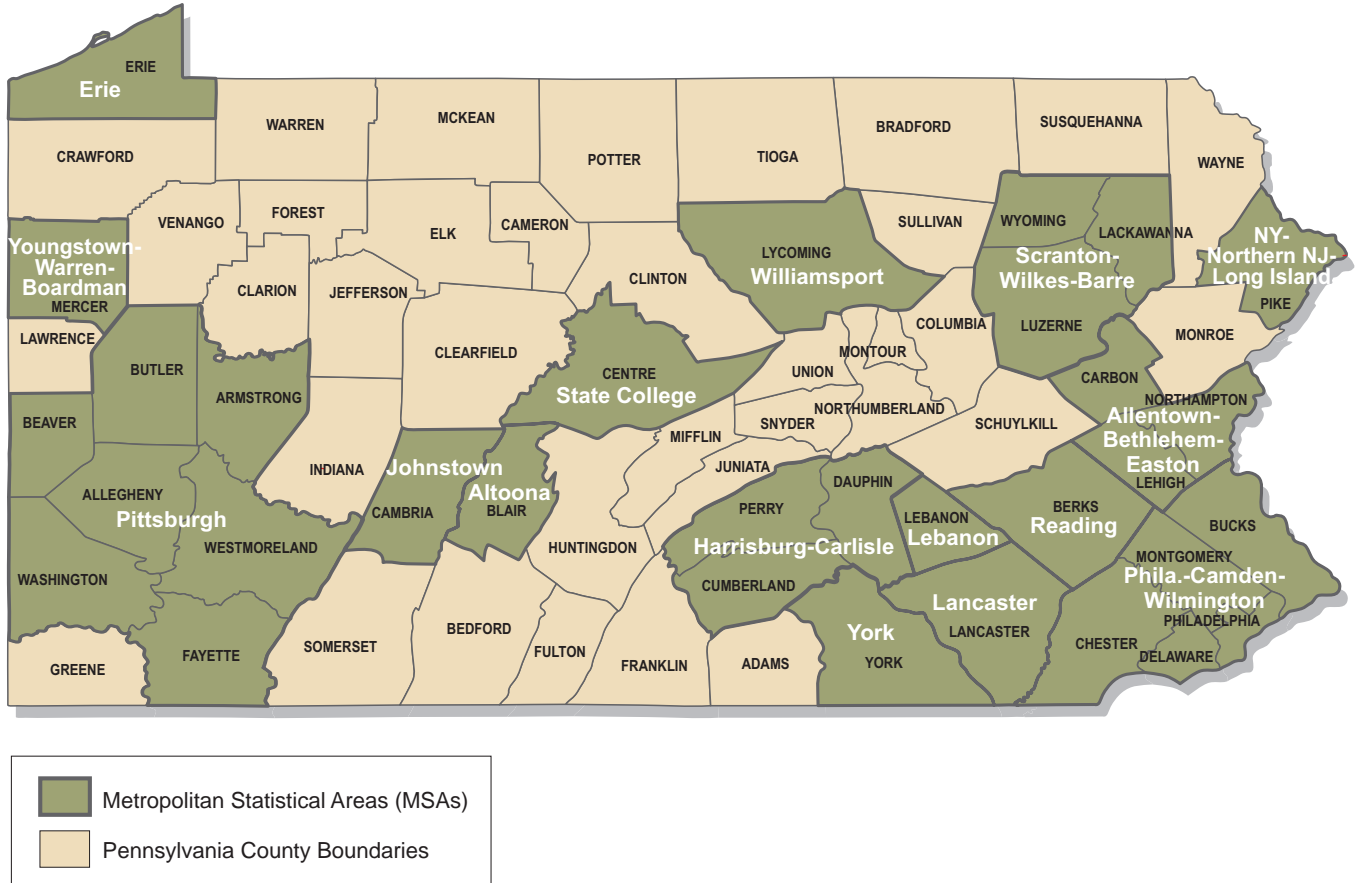 ERIE
Erie
WARREN
MCKEAN
POTTER
TIOGA
BRADFORD
SUSQUEHANNA
WAYNE
CRAWFORD
VENANGO
FOREST
ELK
CAMERON
CLINTON
LYCOMING
Williamsport
SULLIVAN
WYOMING
LACKAWANNA
Scranton-
Wilkes-Barre
LUZERNE
NY-
Northern NJ-
Long Island
PIKE
Youngstown-
Warren-
Boardman
MERCER
CLARION
JEFFERSON
LAWRENCE
BUTLER
ARMSTRONG
CLEARFIELD
CENTRE
State College
UNION
MONTOUR
COLUMBIA
MONROE
CARBON
NORTHAMPTON
Allentown-
Bethlehem-
Easton
LEHIGH
BEAVER
INDIANA
SNYDER
NORTHUMBERLAND
SCHUYLKILL
MIFFLIN
JUNIATA
ALLEGHENY
Pittsburgh
WESTMORELAND
Johnstown
CAMBRIA
Altoona
BLAIR
HUNTINGDON
PERRY
DAUPHIN
Harrisburg-Carlisle
CUMBERLAND
LEBANON
Lebanon
BERKS
Reading
BUCKS
MONTGOMERY
Phila.-Camden-
Wilmington
PHILADELPHIA
CHESTER
DELAWARE
WASHINGTON
GREENE
FAYETTE
SOMERSET
BEDFORD
FULTON
FRANKLIN
ADAMS
York
YORK
Lancaster
LANCASTER
Metropolitan Statistical Areas (MSAs)
Pennsylvania County Boundaries